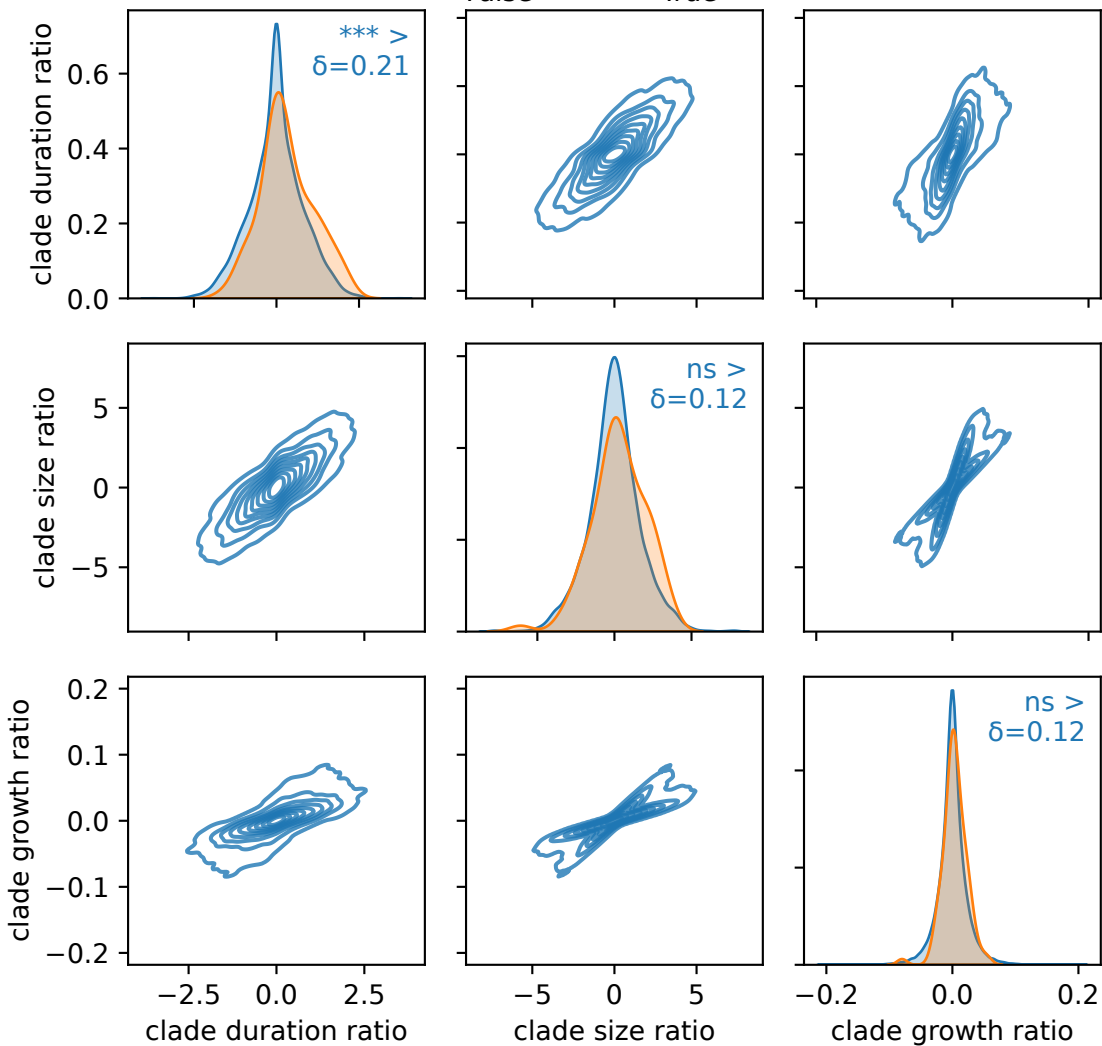 *** >
δ=0.21
clade duration ratio
0.6
0.4
0.2
0.0
ns >
δ=0.12
clade size ratio
5
0
−5
ns >
δ=0.12
clade growth ratio
0.2
0.1
0.0
−0.1
−0.2
−2.5 0.0 2.5
−5 0 5
−0.2 0.0 0.2
clade duration ratio
clade size ratio
clade growth ratio